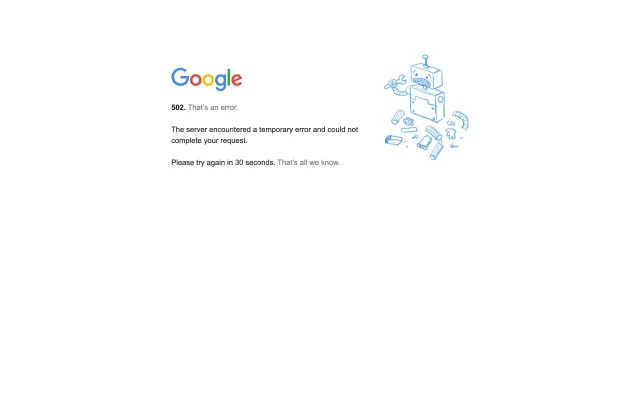 Google
502. That's an error.
The server encountered a temporary error and could not
complete your request.
Please try again in 30 seconds. That's all we know.